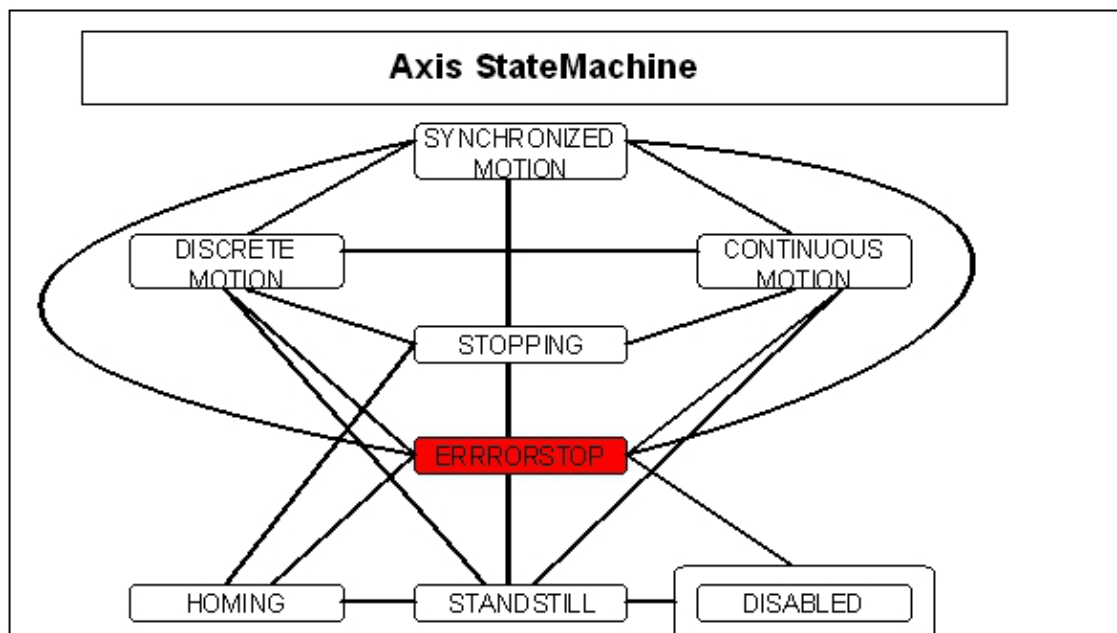 Axis StateMachine
SYNCHRONIZED
MOTION
DISCRETE
MOTION
CONTINUOUS
MOTION
STOPPING
ERRRORSTOP
HOMING
STANDSTILL
DISABLED